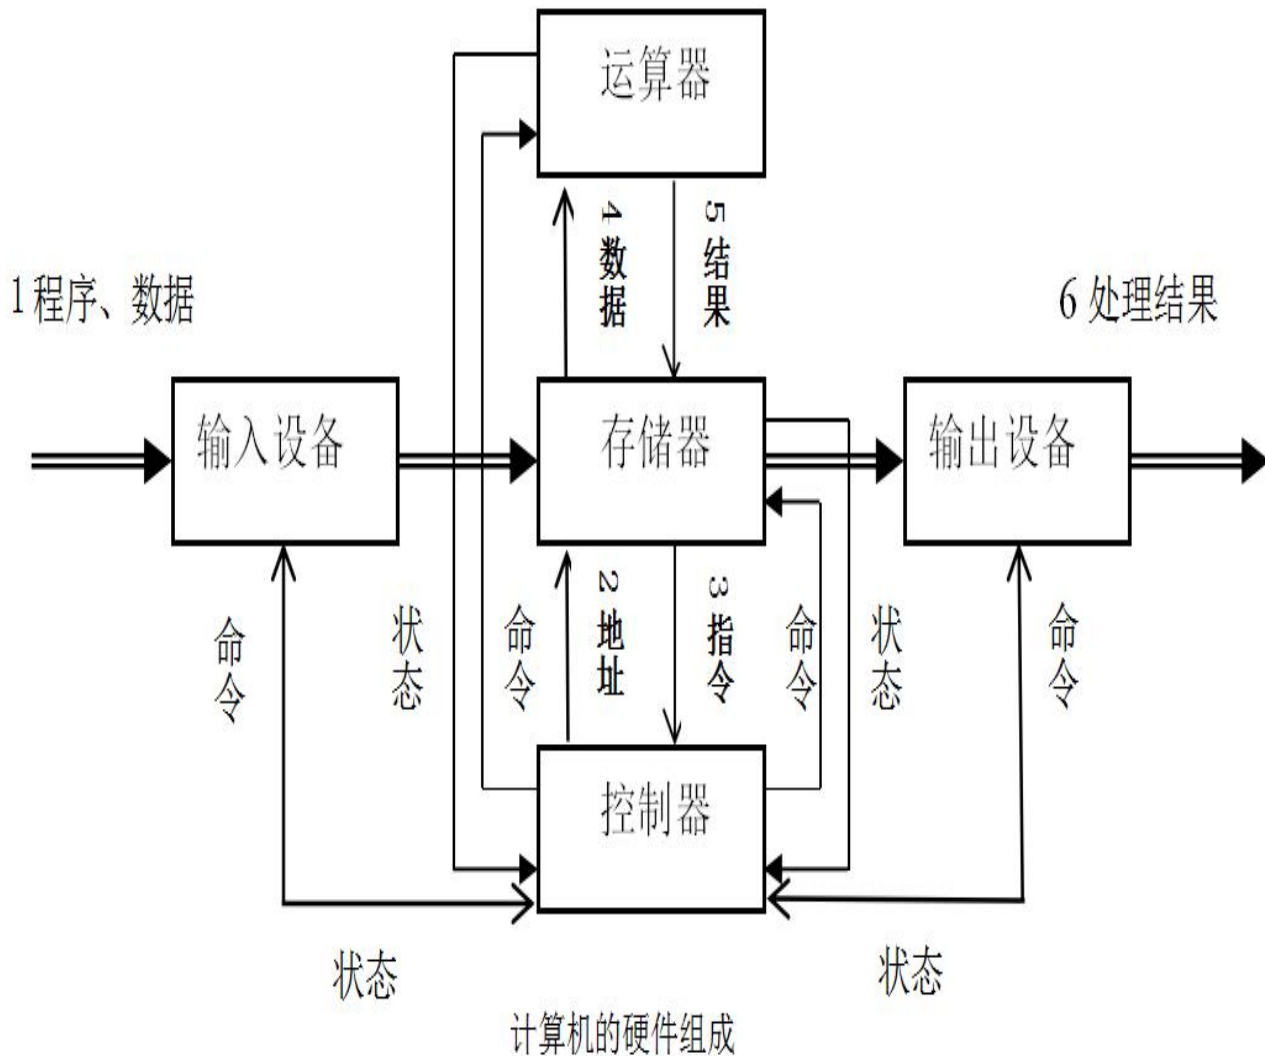 运算器
4 数据
5 结果
1程序、数据
6 处理结果
输入设备
存储器
输出设备
命令
状态
命令
2 地址
3 指令
命令
状态
命令
控制器
状态
状态
计算机的硬件组成